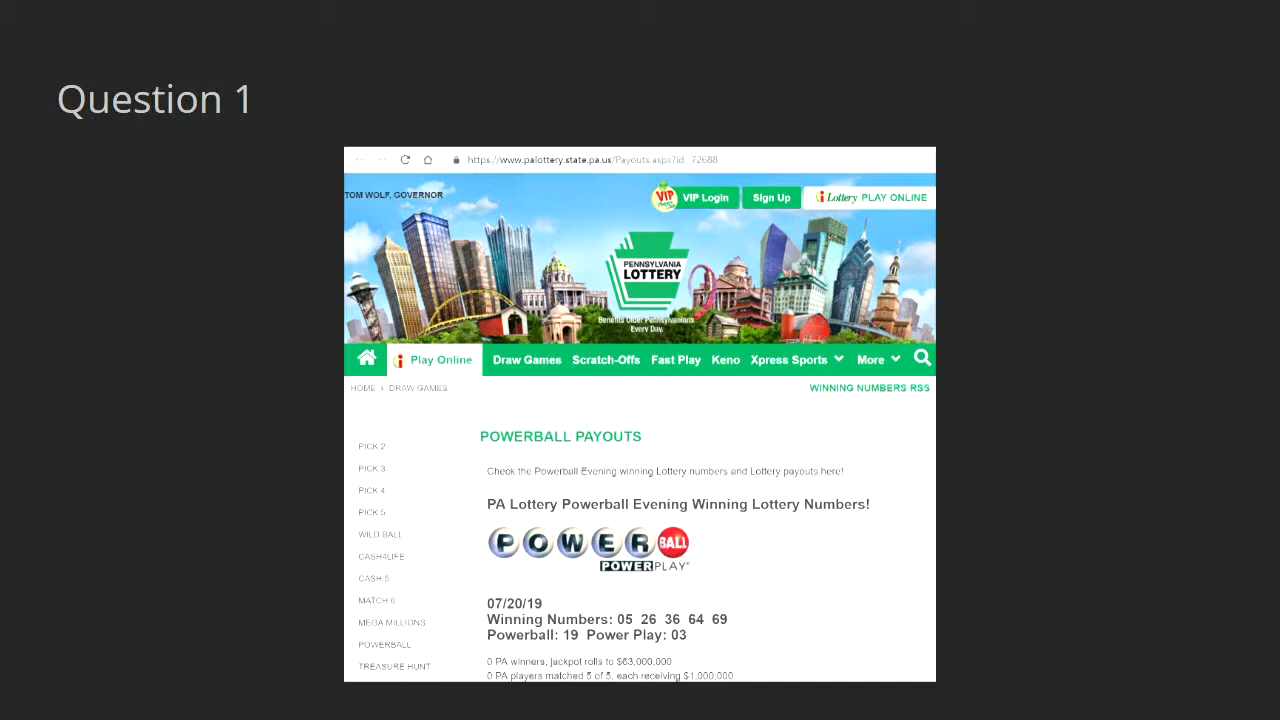 Question 1
https://www.palottery.state.pa.us/Payouts.aspx?id 72688
TOM WOLF, GOVERNOR
VIP
VIP Login
Sign Up
iLottery PLAY ONLINE
PENNSYLVANIA
LOTTERY
Benefits Older Pennsylvanians.
Every Day.
i Play Online
Draw Games
Scratch-Offs
Fast Play
Keno
Xpress Sports
More
HOME > DRAW GAMES
WINNING NUMBERS RSS
PICK 2
PICK 3
PICK 4
PICK 5
WILD BALL
CASH4LIFE
CASH 5
MATCH 6
MEGA MILLIONS
POWERBALL
TREASURE HUNT
POWERBALL PAYOUTS
Check the Powerball Evening winning Lottery numbers and Lottery payouts here!
PA Lottery Powerball Evening Winning Lottery Numbers!
POWERBALL
POWERPLAY®
07/20/19
Winning Numbers: 05 26 36 64 69
Powerball: 19 Power Play: 03
0 PA winners, jackpot rolls to $63,000,000
0 PA players matched 5 of 5, each receiving $1,000,000